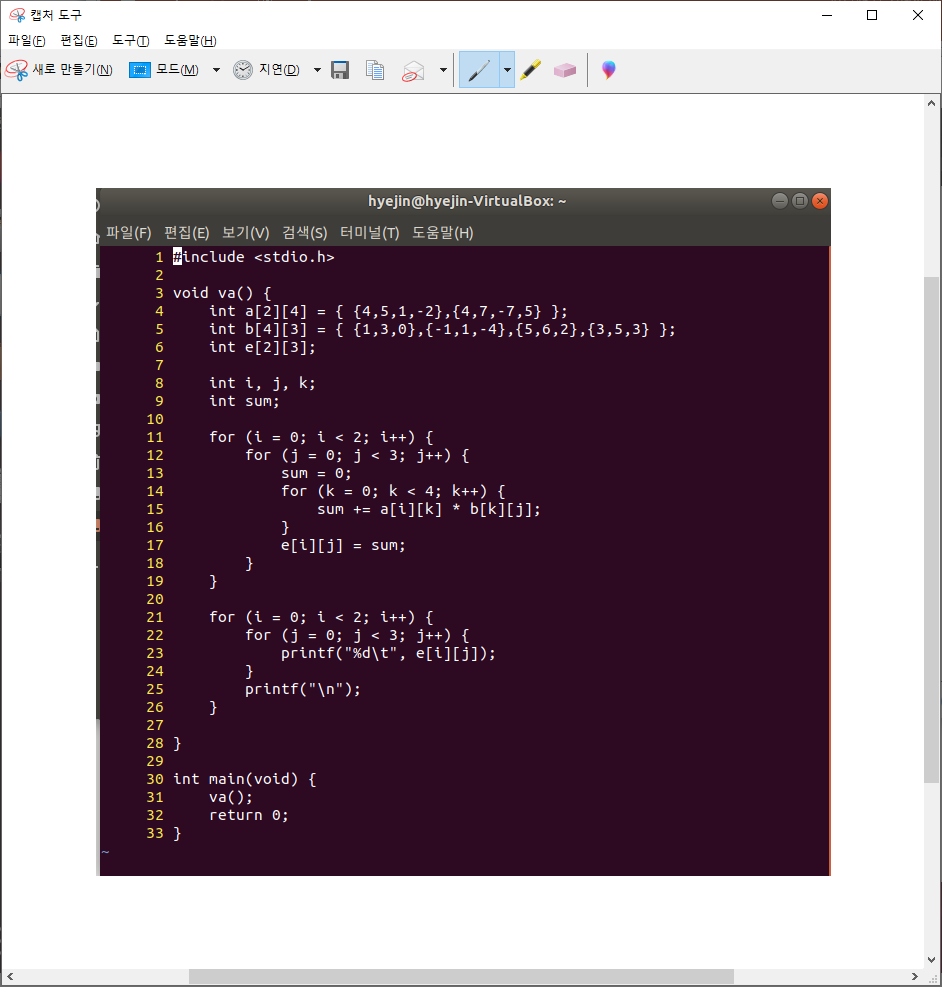 캡처 도구
파일(F) 편집(E) 도구(T) 도움말(H)
새로 만들기(N) 모드(M) 지연(D)
hyejin@hyejin-VirtualBox: ~
파일(F) 편집(E) 보기(V) 검색(S) 터미널(T) 도움말(H)
1 #include <stdio.h>
2
3 void va() {
4     int a[2][4] = { {4,5,1,-2},{4,7,-7,5} };
5     int b[4][3] = { {1,3,0},{-1,1,-4},{5,6,2},{3,5,3} };
6     int e[2][3];
7
8     int i, j, k;
9     int sum;
10
11     for (i = 0; i < 2; i++) {
12         for (j = 0; j < 3; j++) {
13             sum = 0;
14             for (k = 0; k < 4; k++) {
15                 sum += a[i][k] * b[k][j];
16             }
17             e[i][j] = sum;
18         }
19     }
20
21     for (i = 0; i < 2; i++) {
22         for (j = 0; j < 3; j++) {
23             printf("%d\t", e[i][j]);
24         }
25         printf("\n");
26     }
27
28 }
29
30 int main(void) {
31     va();
32     return 0;
33 }
~